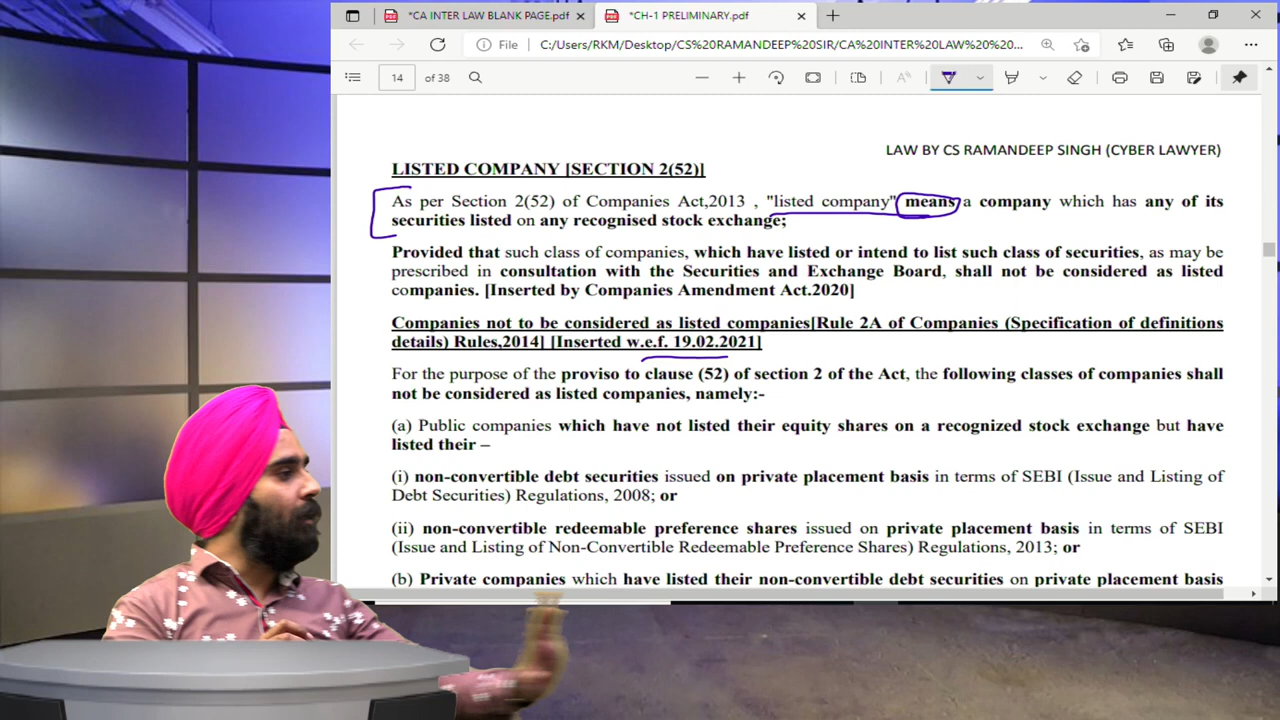 *CA INTER LAW BLANK PAGE.pdf
*CH-1 PRELIMINARY.pdf
File
C:/Users/RKM/Desktop/CS%20RAMANDEEP%20SIR/CA%20INTER%20LAW%20%20...
14 of 38
LAW BY CS RAMANDEEP SINGH (CYBER LAWYER)
LISTED COMPANY [SECTION 2(52)]
As per Section 2(52) of Companies Act,2013 , "listed company" means a company which has any of its
securities listed on any recognised stock exchange;
Provided that such class of companies, which have listed or intend to list such class of securities, as may be
prescribed in consultation with the Securities and Exchange Board, shall not be considered as listed
companies. [Inserted by Companies Amendment Act.2020]
Companies not to be considered as listed companies[Rule 2A of Companies (Specification of definitions
details) Rules,2014] [Inserted w.e.f. 19.02.2021]
For the purpose of the proviso to clause (52) of section 2 of the Act, the following classes of companies shall
not be considered as listed companies, namely:-
(a) Public companies which have not listed their equity shares on a recognized stock exchange but have
listed their –
(i) non-convertible debt securities issued on private placement basis in terms of SEBI (Issue and Listing of
Debt Securities) Regulations, 2008; or
(ii) non-convertible redeemable preference shares issued on private placement basis in terms of SEBI
(Issue and Listing of Non-Convertible Redeemable Preference Shares) Regulations, 2013; or
(b) Private companies which have listed their non-convertible debt securities on private placement basis